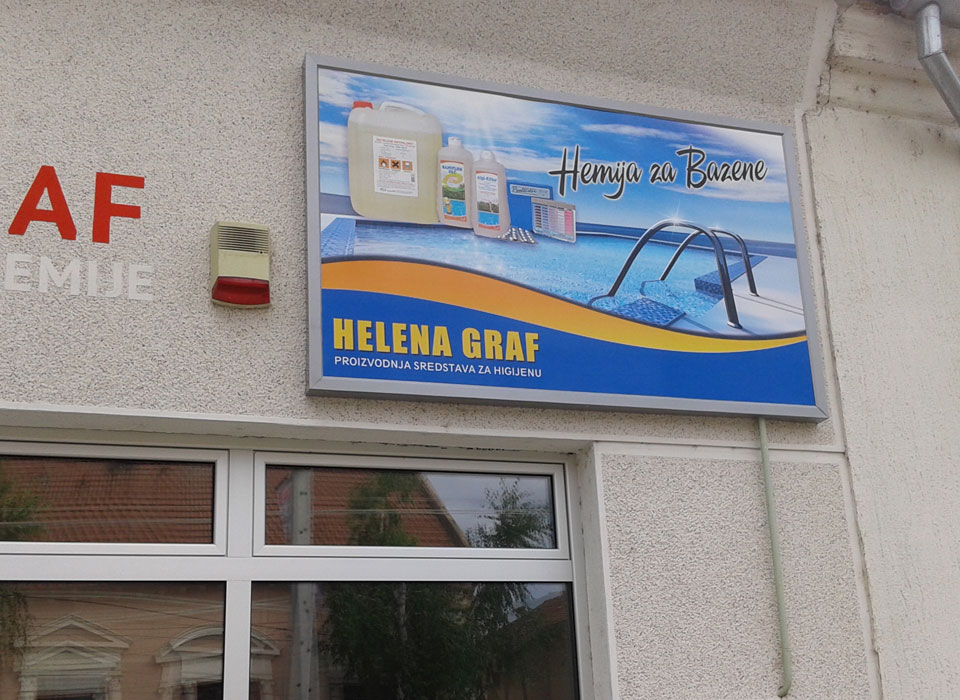 AF
EMIJE
Hemija za Bazene
HELENA GRAF
PROIZVODNJA SREDSTAVA ZA HIGIJENU